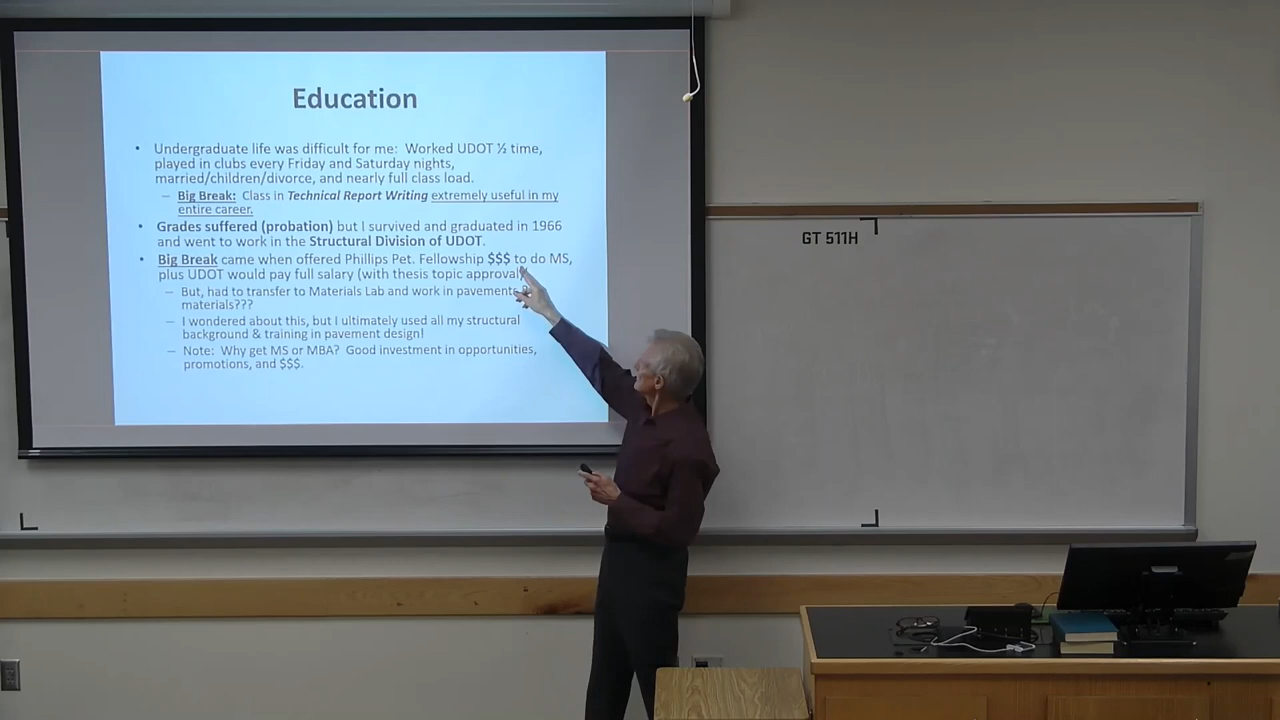 Education
• Undergraduate life was difficult for me: Worked UDOT ½ time,
played in clubs every Friday and Saturday nights,
married/children/divorce, and nearly full class load.
– Big Break: Class in Technical Report Writing extremely useful in my
entire career.
• Grades suffered (probation) but I survived and graduated in 1966
and went to work in the Structural Division of UDOT.
• Big Break came when offered Phillips Pet. Fellowship $$$ to do MS,
plus UDOT would pay full salary (with thesis topic approval)
– But, had to transfer to Materials Lab and work in pavements
materials???
– I wondered about this, but I ultimately used all my structural
background & training in pavement design!
– Note: Why get MS or MBA? Good investment in opportunities,
promotions, and $$$.
GT 511H